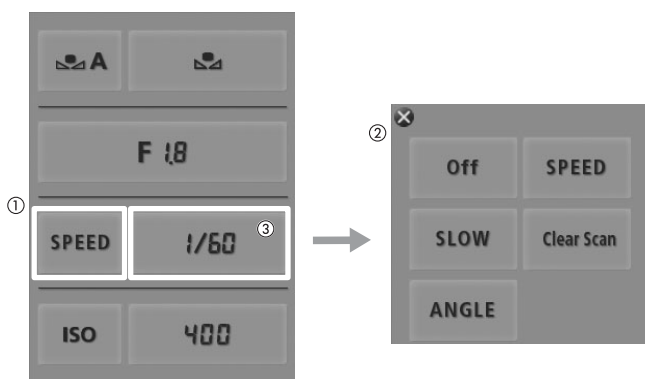 A
F 1.8
①
SPEED
1/60
③
ISO
400
②
Off
SPEED
SLOW
Clear Scan
ANGLE